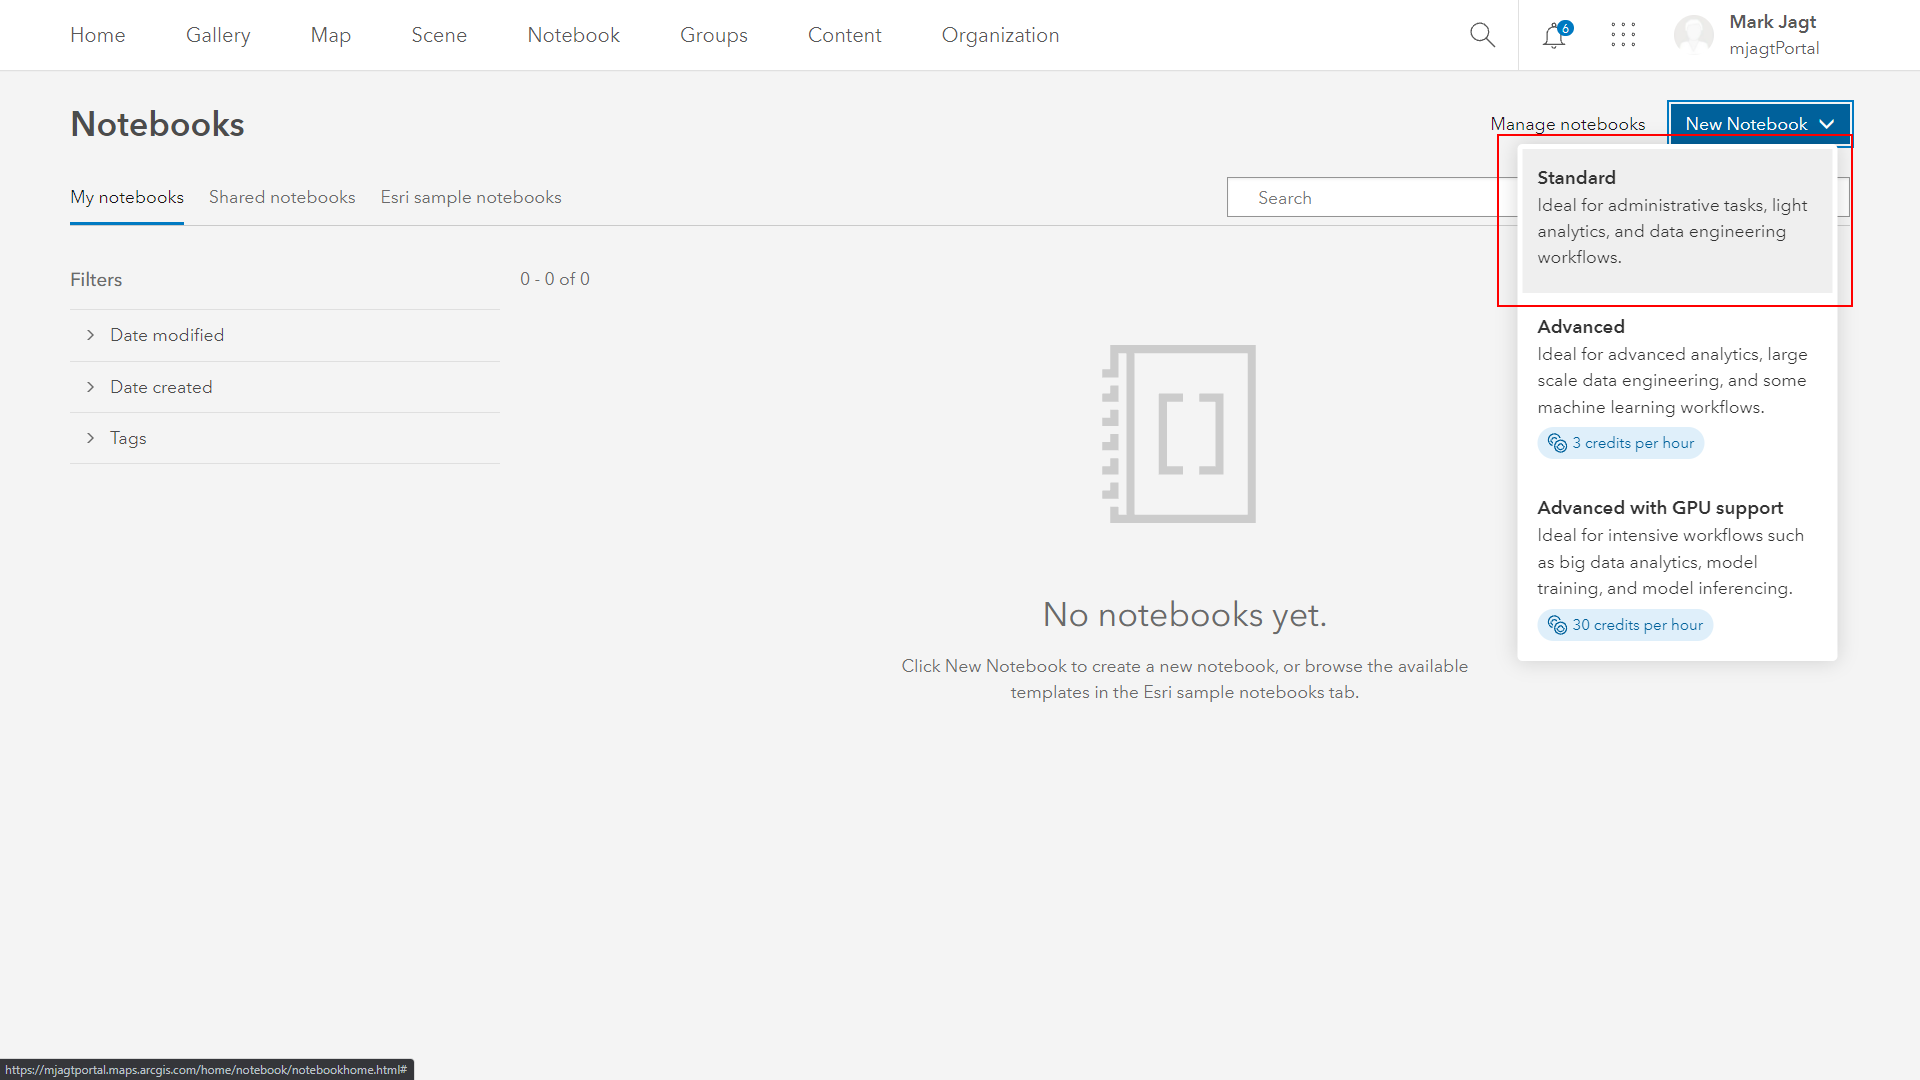 Home Gallery Map Scene Notebook Groups Content Organization
6
Mark Jagt
mjagtPortal
Notebooks
Manage notebooks
New Notebook
My notebooks Shared notebooks Esri sample notebooks
Search
Standard
Ideal for administrative tasks, light
analytics, and data engineering
workflows.
Advanced
Ideal for advanced analytics, large
scale data engineering, and some
machine learning workflows.
3 credits per hour
Advanced with GPU support
Ideal for intensive workflows such
as big data analytics, model
training, and model inferencing.
30 credits per hour
Filters
Date modified
Date created
Tags
0 - 0 of 0
[ ]
No notebooks yet.
Click New Notebook to create a new notebook, or browse the available
templates in the Esri sample notebooks tab.
https://mjagtportal.maps.arcgis.com/home/notebook/notebookhome.html#